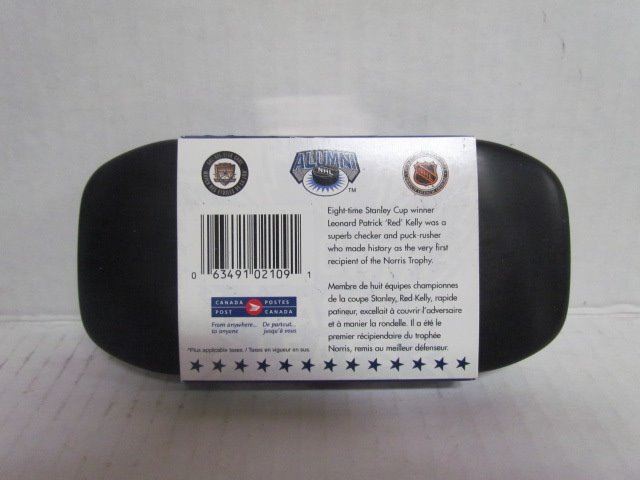 ALUMNI
NHL
TM
Eight-time Stanley Cup winner
Leonard Patrick 'Red' Kelly was a
superb checker and puck-rusher
who made history as the very first
recipient of the Norris Trophy.
0 63491 02109 1
Membre de huit équipes championnes
de la coupe Stanley, Red Kelly, rapide
patineur, excellait à couvrir l'adversaire
et à manier la rondelle. Il a été le
premier récipiendaire du trophée
Norris, remis au meilleur défenseur.
CANADA POSTES
POST CANADA
From anywhere... De partout...
to anyone jusqu'à vous
*Plus applicable taxes. / Taxes en vigueur en sus.